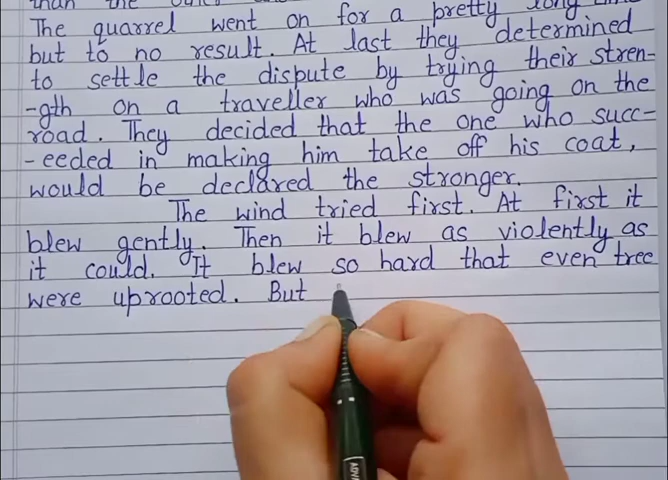 than the
The quarrel went on for a pretty long
but to no result. At last they determined
to settle the dispute by trying their stren-
-gth on a traveller who was going on the
road. They decided that the one who succ-
-eeded in making him take off his coat,
would be declared the stronger.
The wind tried first. At first it
blew gently. Then it blew as violently as
it could. It blew so hard that even tree
were uprooted. But